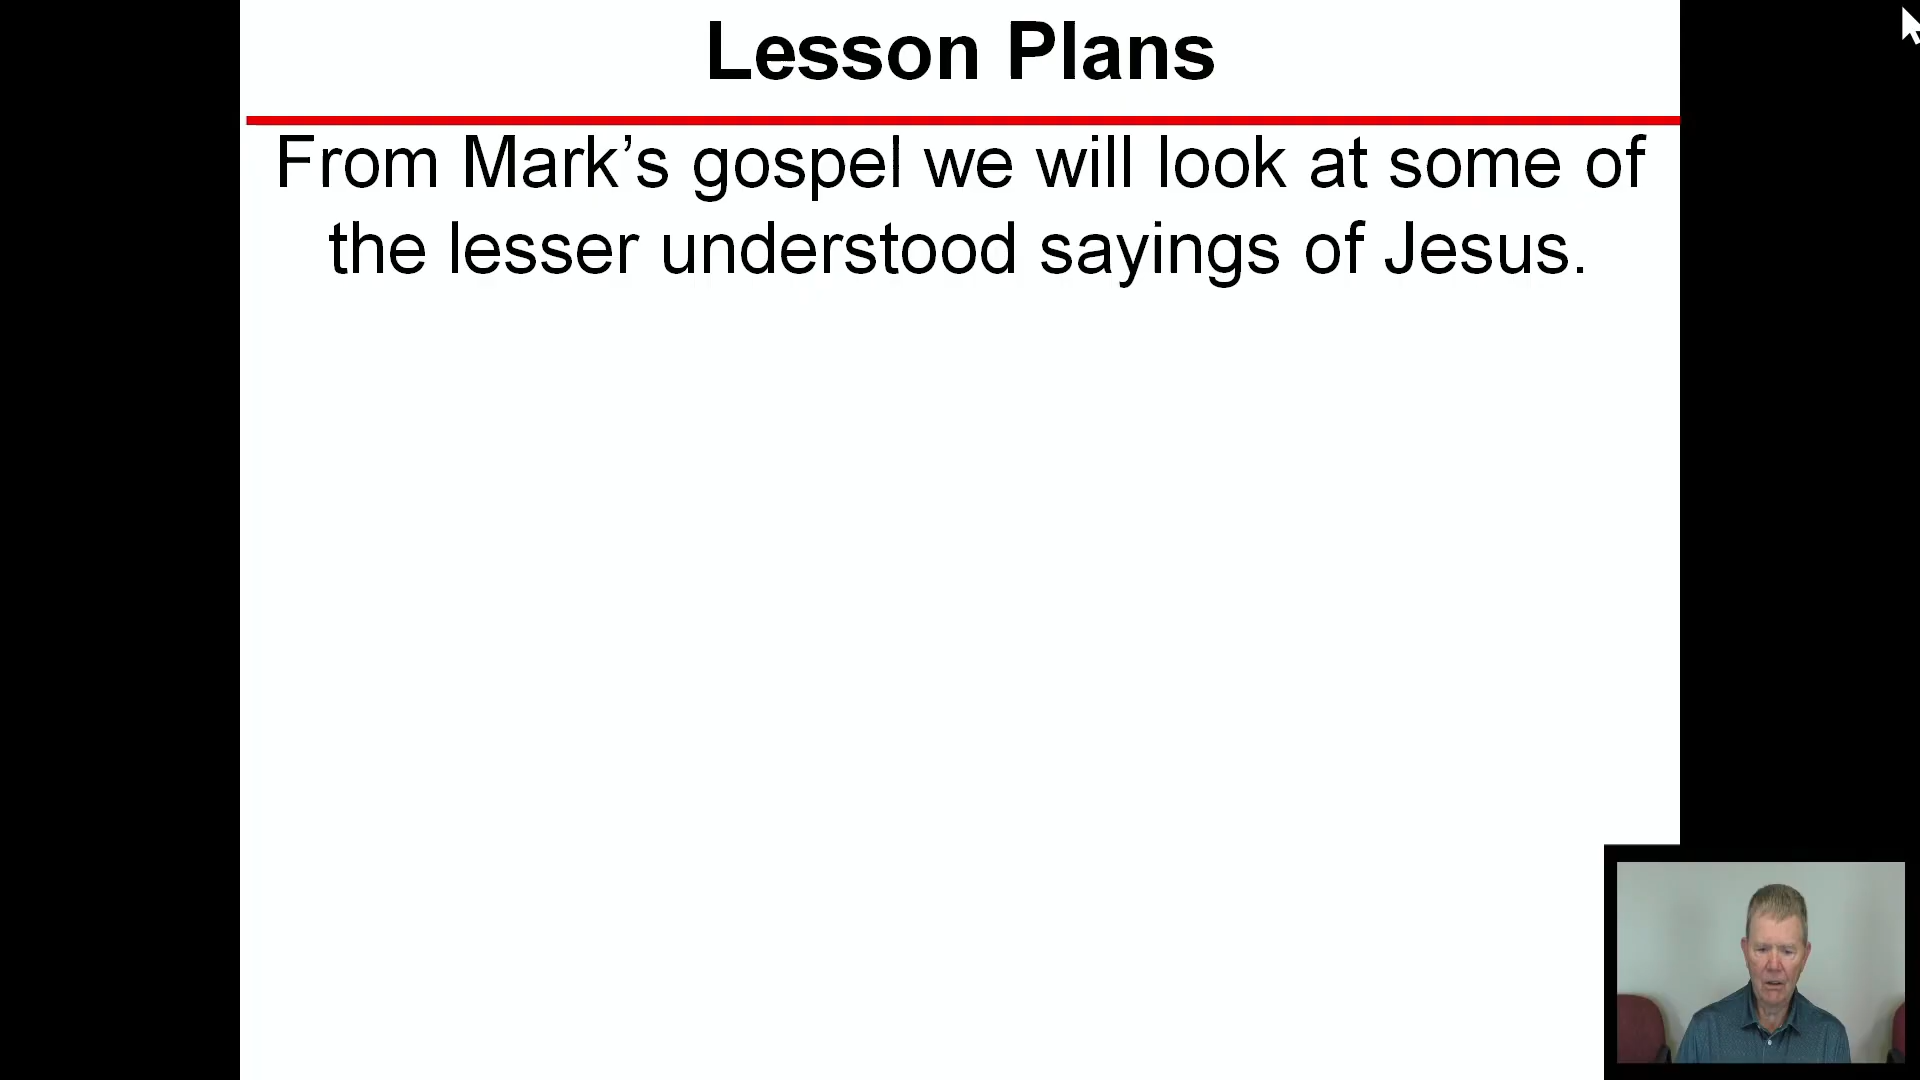 Lesson Plans
From Mark’s gospel we will look at some of
the lesser understood sayings of Jesus.